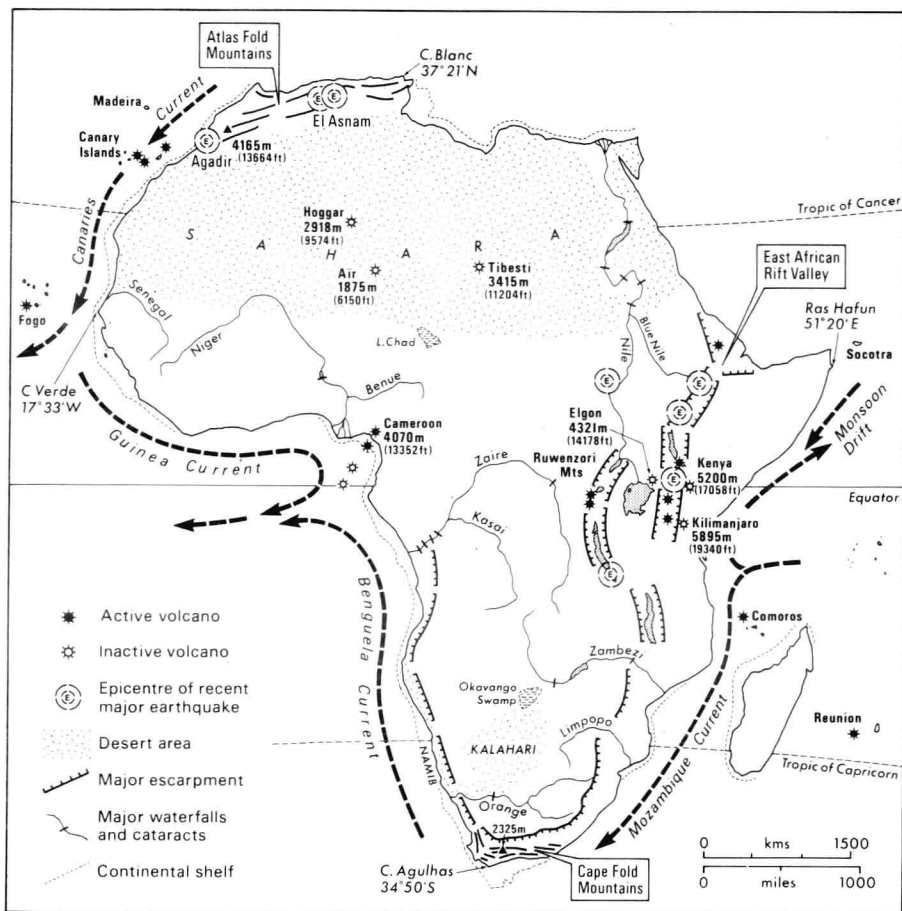 Atlas Fold
Mountains
C. Blanc
37°21'N
Madeira
Current
E
E
El Asnam
Canary
Islands
E
Agadir
4165m
(13664ft)
Canaries
Tropic of Cancer
Hoggar
2918m
(9574ft)
S A H A R A
Air
1875m
(6150ft)
Tibesti
3415m
(11204ft)
East African
Rift Valley
Ras Hafun
51°20'E
Fogo
Senegal
Niger
L. Chad
Nile
Blue Nile
Socotra
C Verde
17°33'W
Benue
E
E
E
Monsoon
Drift
Guinea Current
Cameroon
4070m
(13352ft)
Elgon
4321m
(14178ft)
Ruwenzori
Mts
Zaire
E
Kenya
5200m
(17058ft)
Equator
Kasai
Kilimanjaro
5895m
(19340ft)
E
Benguela Current
Comoros
Zambezi
Okavango
Swamp
Limpopo
Reunion
KALAHARI
NAMIB
Mozambique Current
Tropic of Capricorn
Orange
2325m
C. Agulhas
34°50'S
Cape Fold
Mountains
Active volcano
Inactive volcano
E
Epicentre of recent
major earthquake
Desert area
Major escarpment
Major waterfalls
and cataracts
Continental shelf
0 kms 1500
0 miles 1000